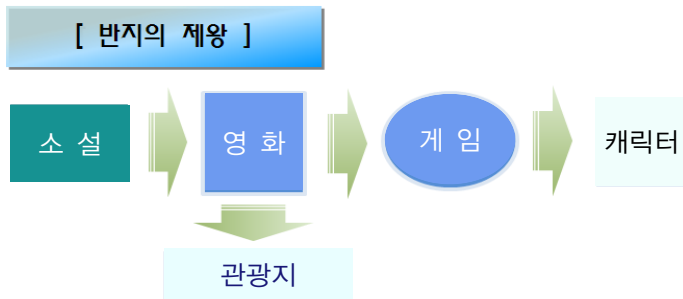 [ 반지의 제왕 ]
소 설
영 화
게 임
캐릭터
관광지